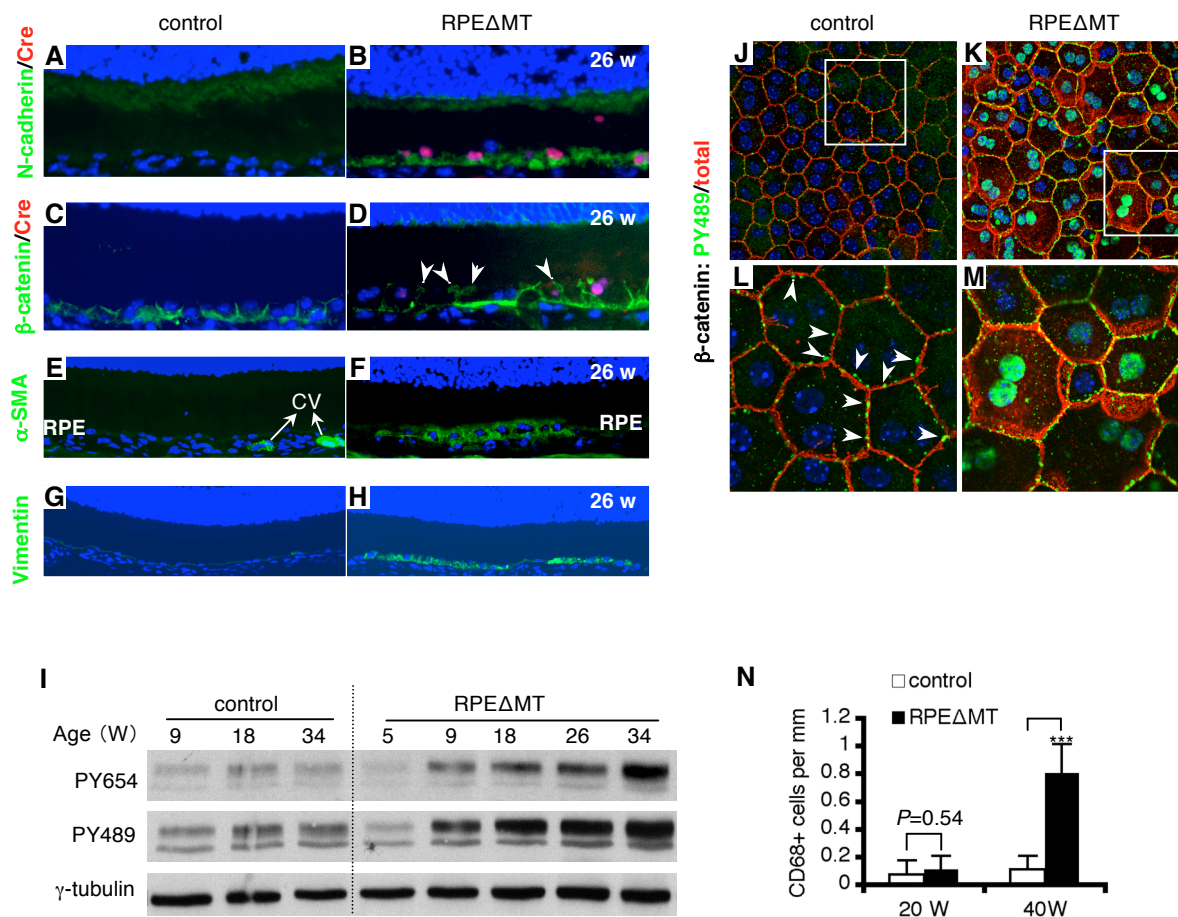 control RPEΔMT
A B 26 w
N-cadherin/Cre
C D 26 w
β-catenin/Cre
E F 26 w
α-SMA
RPE CV RPE
G H 26 w
Vimentin
control RPEΔMT
J K
β-catenin: PY489/total
L M
I
control RPEΔMT
Age (W) 9 18 34 5 9 18 26 34
PY654
PY489
γ-tubulin
N
control
RPEΔMT
CD68+ cells per mm
1.2
1
0.8
0.6
0.4
0.2
0
P=0.54
***
20 W 40W